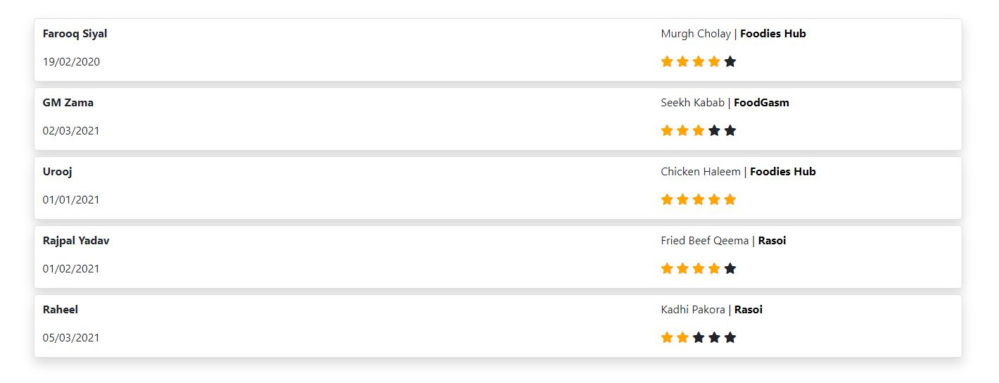 Farooq Siyal
Murgh Cholay | Foodies Hub
19/02/2020
GM Zama
Seekh Kabab | FoodGasm
02/03/2021
Urooj
Chicken Haleem | Foodies Hub
01/01/2021
Rajpal Yadav
Fried Beef Qeema | Rasoi
01/02/2021
Raheel
Kadhi Pakora | Rasoi
05/03/2021